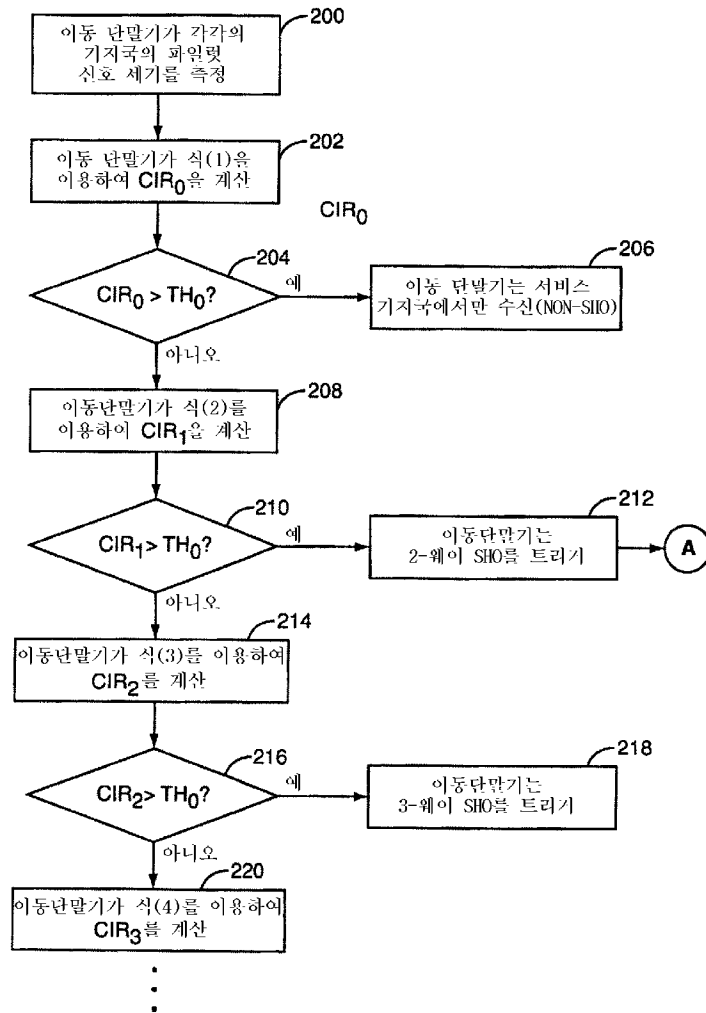 200
이동 단말기가 각각의
기지국의 파일럿
신호 세기를 측정
202
이동 단말기가 식(1)을
이용하여 CIR0을 계산
CIR0
204
CIR0 > TH0?
예
206
이동 단말기는 서비스
기지국에서만 수신(NON-SHO)
아니오
208
이동단말기가 식(2)를
이용하여 CIR1을 계산
210
CIR1 > TH0?
예
212
이동단말기는
2-웨이 SHO를 트리기
A
아니오
214
이동단말기가 식(3)를 이용하여
CIR2를 계산
216
CIR2 > TH0?
예
218
이동단말기는
3-웨이 SHO를 트리기
아니오
220
이동단말기가 식(4)를 이용하여
CIR3를 계산